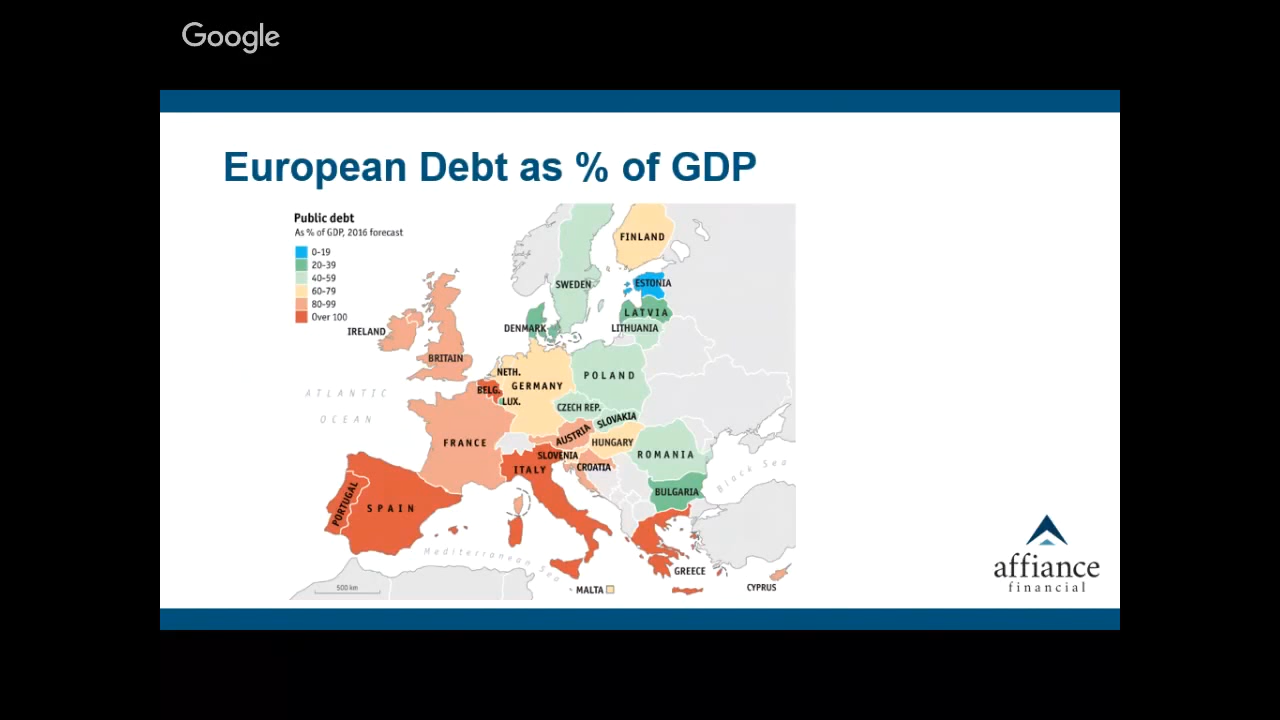 Google
European Debt as % of GDP
Public debt
As % of GDP, 2016 forecast
0-19
20-39
40-59
60-79
80-99
Over 100
FINLAND
SWEDEN
ESTONIA
LATVIA
DENMARK
LITHUANIA
IRELAND
BRITAIN
NETH.
GERMANY
POLAND
BELG.
LUX.
ATLANTIC
OCEAN
CZECH REP.
SLOVAKIA
AUSTRIA
FRANCE
HUNGARY
SLOVENIA
ROMANIA
ITALY
CROATIA
Black Sea
PORTUGAL
SPAIN
BULGARIA
Mediterranean Sea
GREECE
500 km
MALTA
CYPRUS
affiance
financial